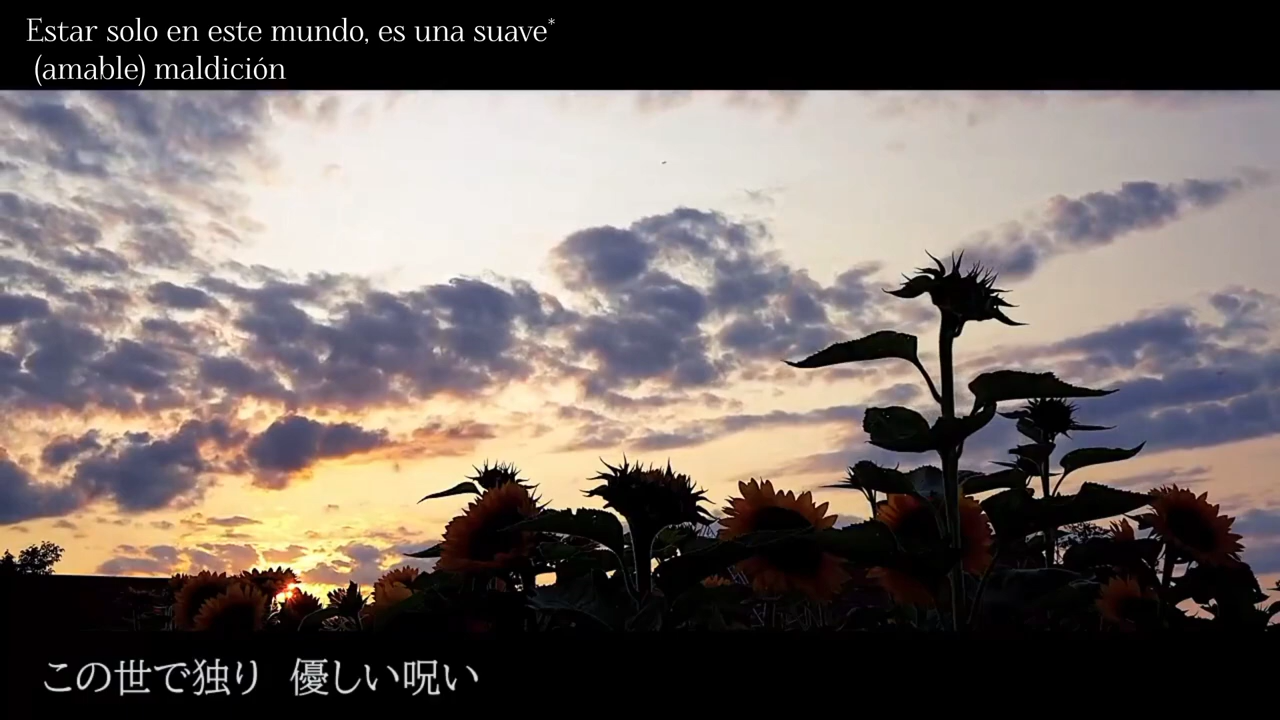 Estar solo en este mundo, es una suave*
(amable) maldición
この世で独り 優しい呪い